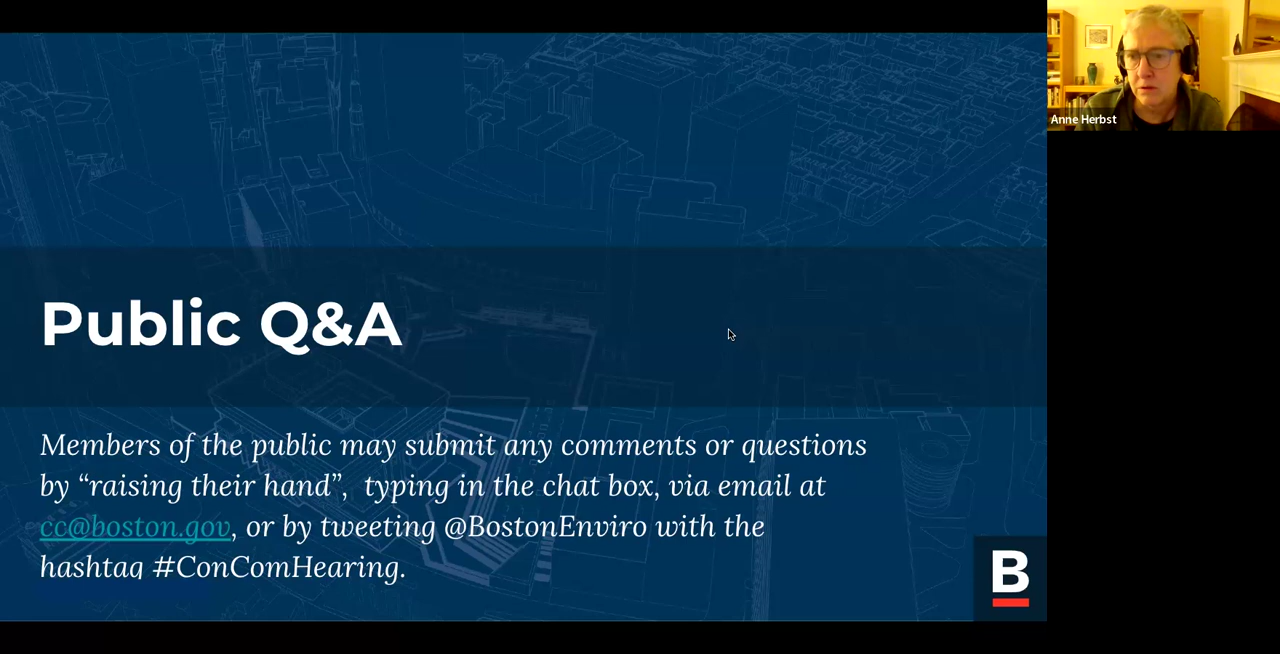 Anne Herbst
Public Q&A
Members of the public may submit any comments or questions
by “raising their hand”, typing in the chat box, via email at
cc@boston.gov, or by tweeting @BostonEnviro with the
hashtag #ConComHearing.
B